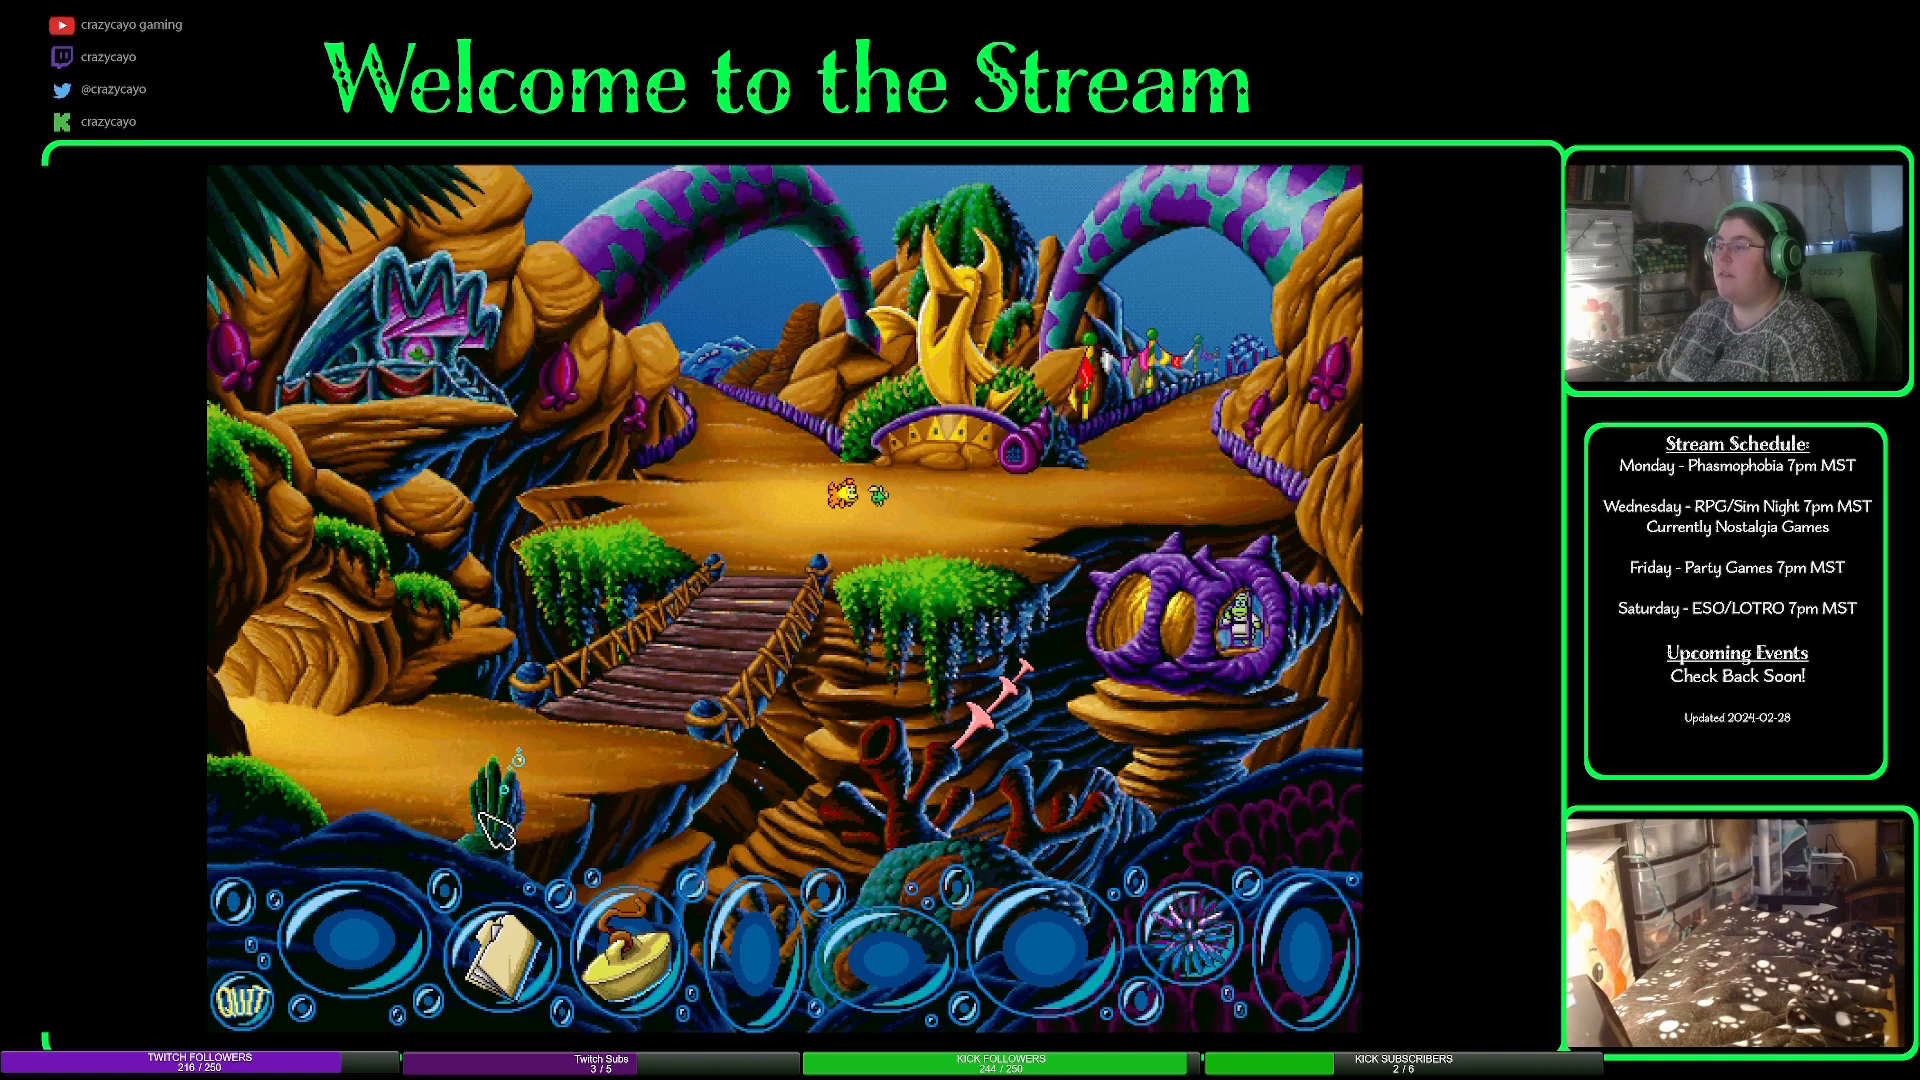 crazycayo gaming
crazycayo
@crazycayo
crazycayo
Welcome to the Stream
Stream Schedule:
Monday - Phasmophobia 7pm MST
Wednesday - RPG/Sim Night 7pm MST
Currently Nostalgia Games
Friday - Party Games 7pm MST
Saturday - ESO/LOTRO 7pm MST
Upcoming Events
Check Back Soon!
Updated 2024-02-28
QUIT
TWITCH FOLLOWERS
216 / 250
Twitch Subs
3 / 5
KICK FOLLOWERS
244 / 250
KICK SUBSCRIBERS
2 / 6